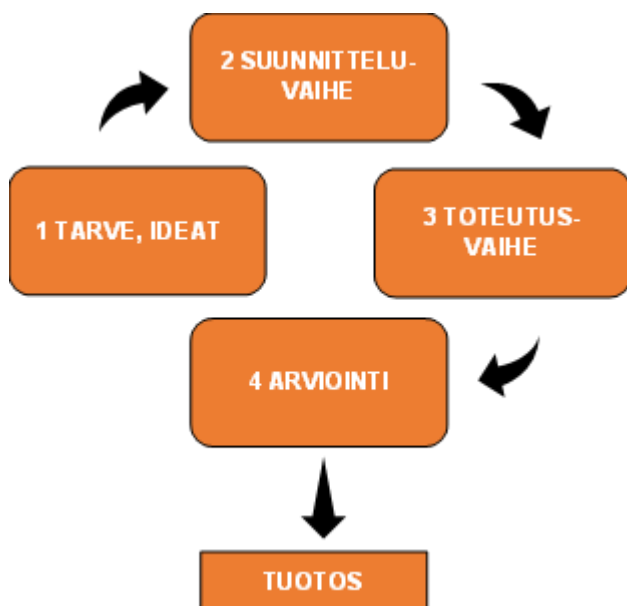 2 SUUNNITTELU-
VAIHE
1 TARVE, IDEAT
3 TOTEUTUS-
VAIHE
4 ARVIOINTI
TUOTOS